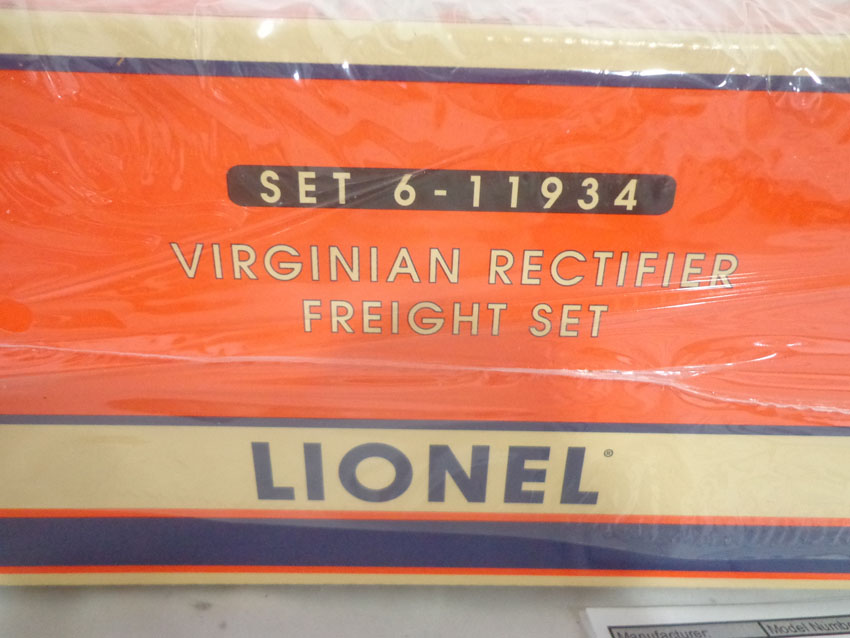 SET 6-11934
VIRGINIAN RECTIFIER
FREIGHT SET
LIONEL®
Manufacturer Model Numb